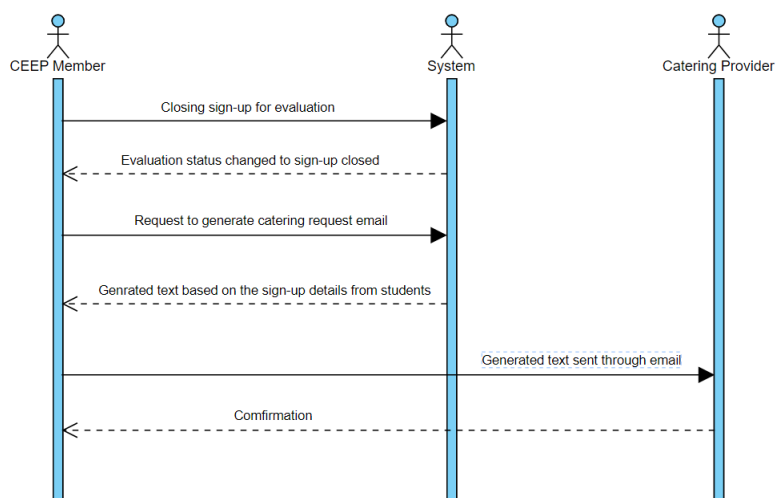 CEEP Member
System
Catering Provider
Closing sign-up for evaluation
Evaluation status changed to sign-up closed
Request to generate catering request email
Genrated text based on the sign-up details from students
Generated text sent through email
Comfirmation